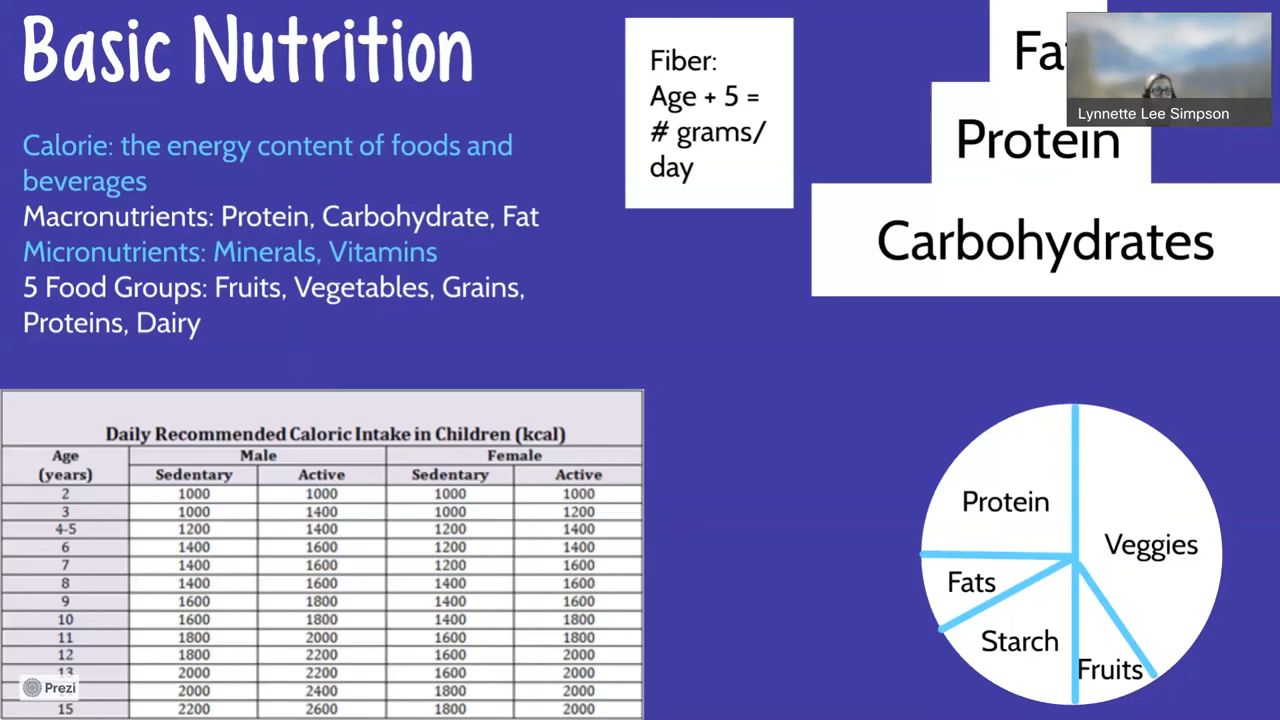 Basic Nutrition
Calorie: the energy content of foods and
beverages
Macronutrients: Protein, Carbohydrate, Fat
Micronutrients: Minerals, Vitamins
5 Food Groups: Fruits, Vegetables, Grains,
Proteins, Dairy
Fiber:
Age + 5 =
# grams/
day
Lynnette Lee Simpson
Protein
Carbohydrates
Daily Recommended Caloric Intake in Children (kcal)
Age (years) Male Female
Sedentary Active Sedentary Active
2 1000 1000 1000 1000
3 1000 1400 1000 1200
4-5 1200 1400 1200 1400
6 1400 1600 1200 1400
7 1400 1600 1200 1600
8 1400 1600 1400 1600
9 1600 1800 1400 1600
10 1600 1800 1400 1800
11 1800 2000 1600 1800
12 1800 2200 1600 2000
13 2000 2200 1600 2000
2000 2400 1800 2000
15 2200 2600 1800 2000
Prezi
Protein
Veggies
Fats
Starch
Fruits